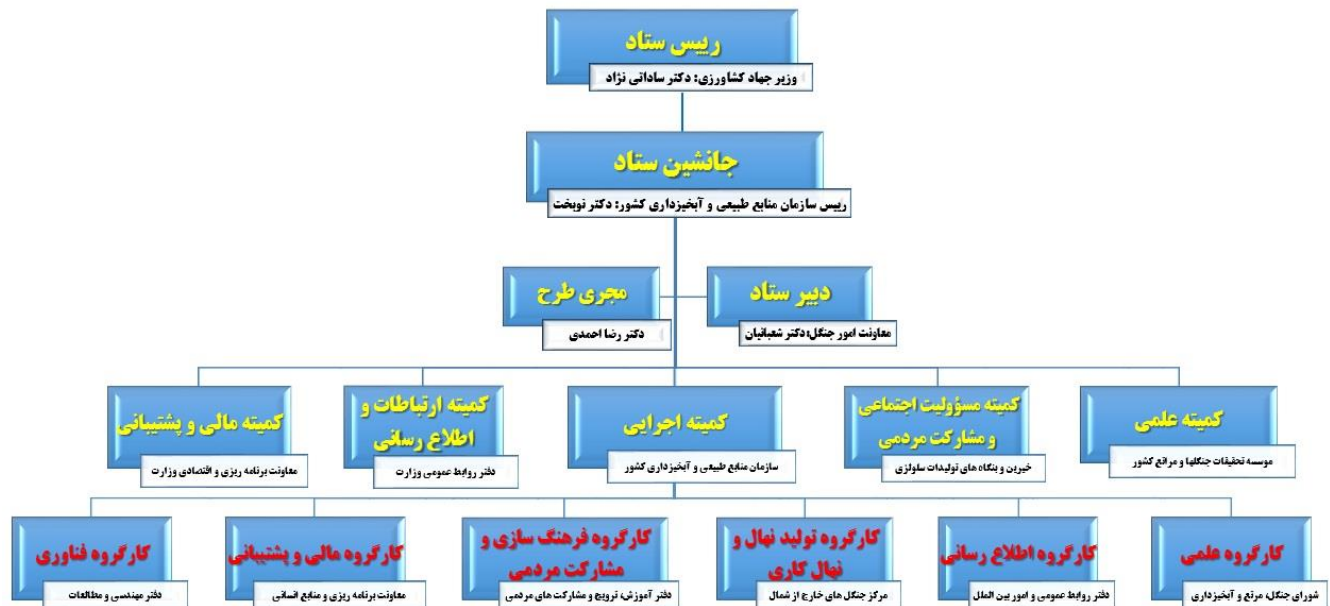 رییس ستاد
وزیر جهاد کشاورزی: دکتر ساداتی نژاد
جانشین ستاد
رییس سازمان منابع طبیعی و آبخیزداری کشور: دکتر نوبخت
دبیر ستاد
معاونت امور جنگل: دکتر شعبانیان
مجری طرح
دکتر رضا احمدی
کمیته علمی
موسسه تحقیقات جنگلها و مراتع کشور
کمیته مسؤولیت اجتماعی
و مشارکت مردمی
خیرین و بنگاه های تولیدات سلولزی
کمیته اجرایی
سازمان منابع طبیعی و آبخیزداری کشور
کمیته ارتباطات و
اطلاع رسانی
دفتر روابط عمومی وزارت
کمیته مالی و پشتیبانی
معاونت برنامه ریزی و اقتصادی وزارت
کارگروه علمی
شورای جنگل، مرتع و آبخیزداری
کارگروه اطلاع رسانی
دفتر روابط عمومی و امور بین الملل
کارگروه تولید نهال و
نهال کاری
مرکز جنگل های خارج از شمال
کارگروه فرهنگ سازی و
مشارکت مردمی
دفتر آموزش، ترویج و مشارکت های مردمی
کارگروه مالی و پشتیبانی
معاونت برنامه ریزی و منابع انسانی
کارگروه فناوری
دفتر مهندسی و مطالعات